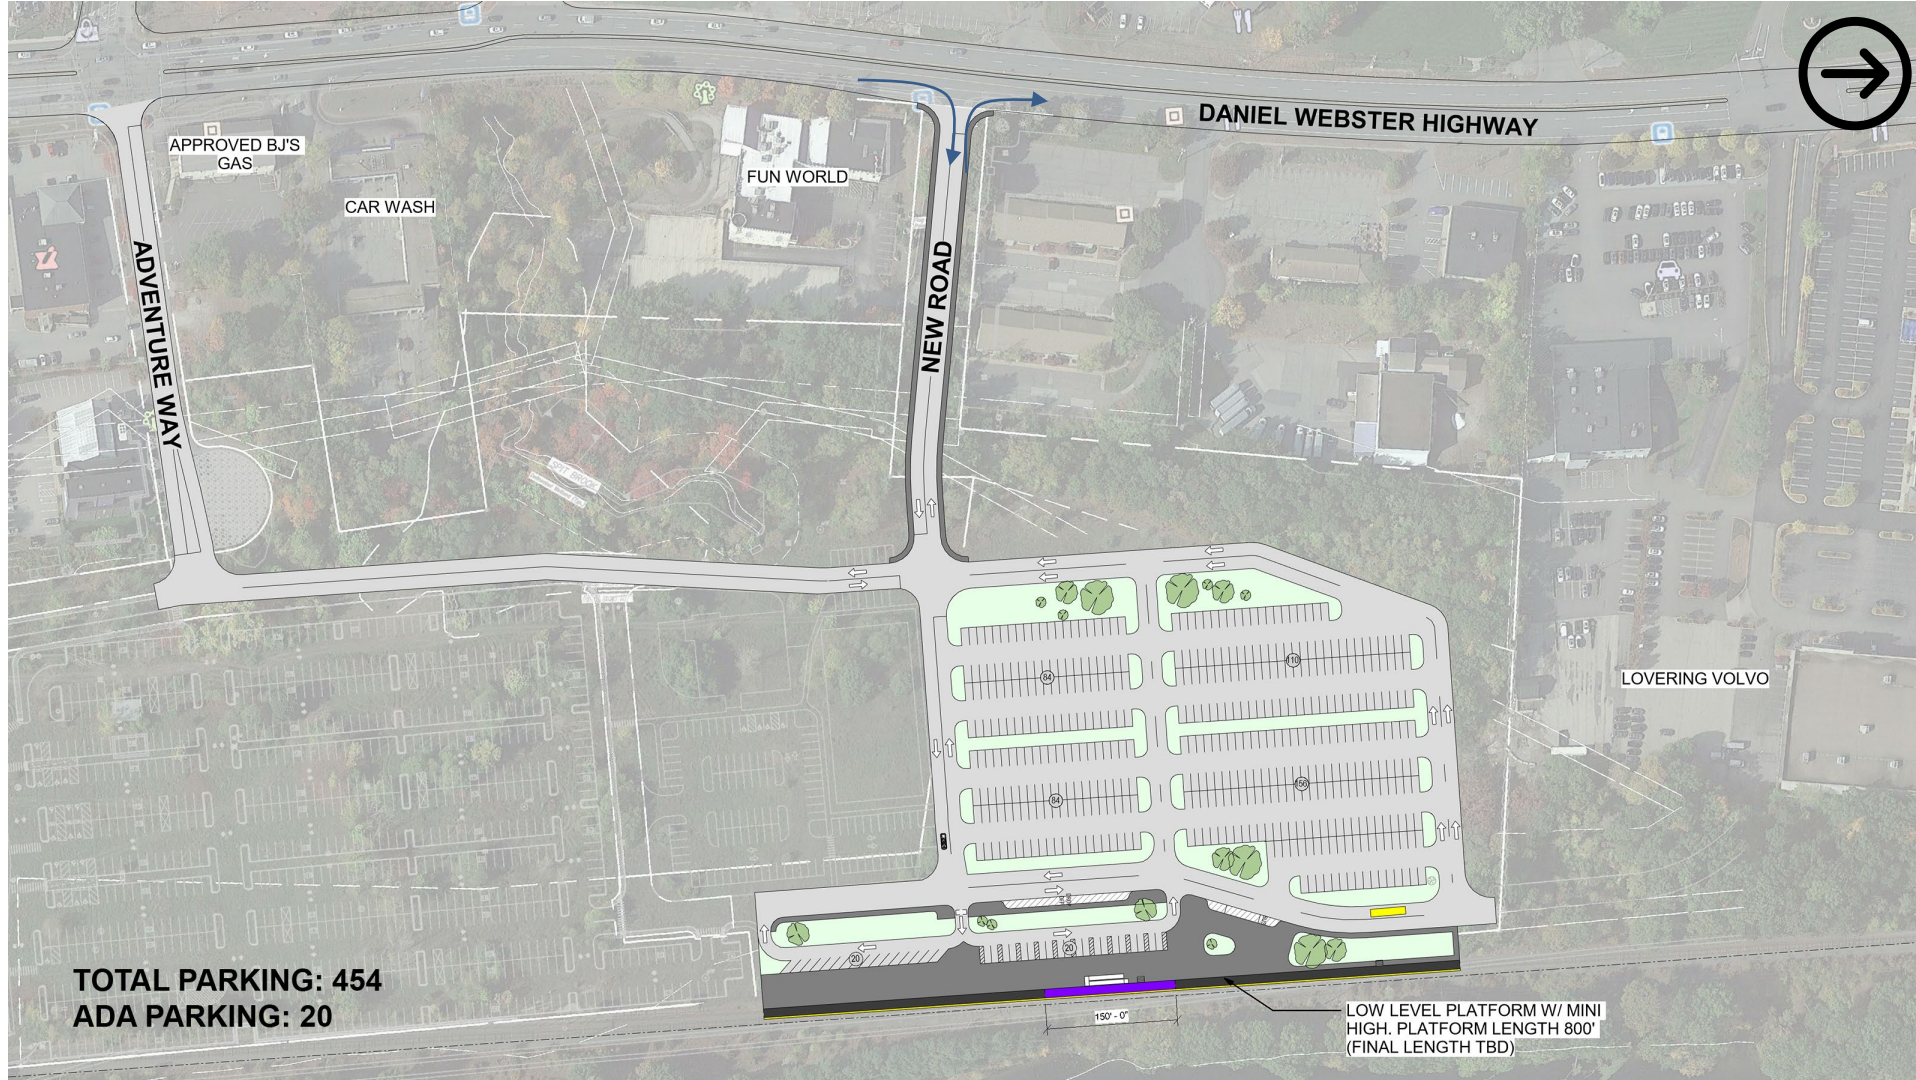 DANIEL WEBSTER HIGHWAY
APPROVED BJ'S
GAS
CAR WASH
FUN WORLD
ADVENTURE WAY
NEW ROAD
SPIT BROOK
84
110
LOVERING VOLVO
84
156
20
20
TOTAL PARKING: 454
ADA PARKING: 20
150' - 0"
LOW LEVEL PLATFORM W/ MINI
HIGH. PLATFORM LENGTH 800'
(FINAL LENGTH TBD)